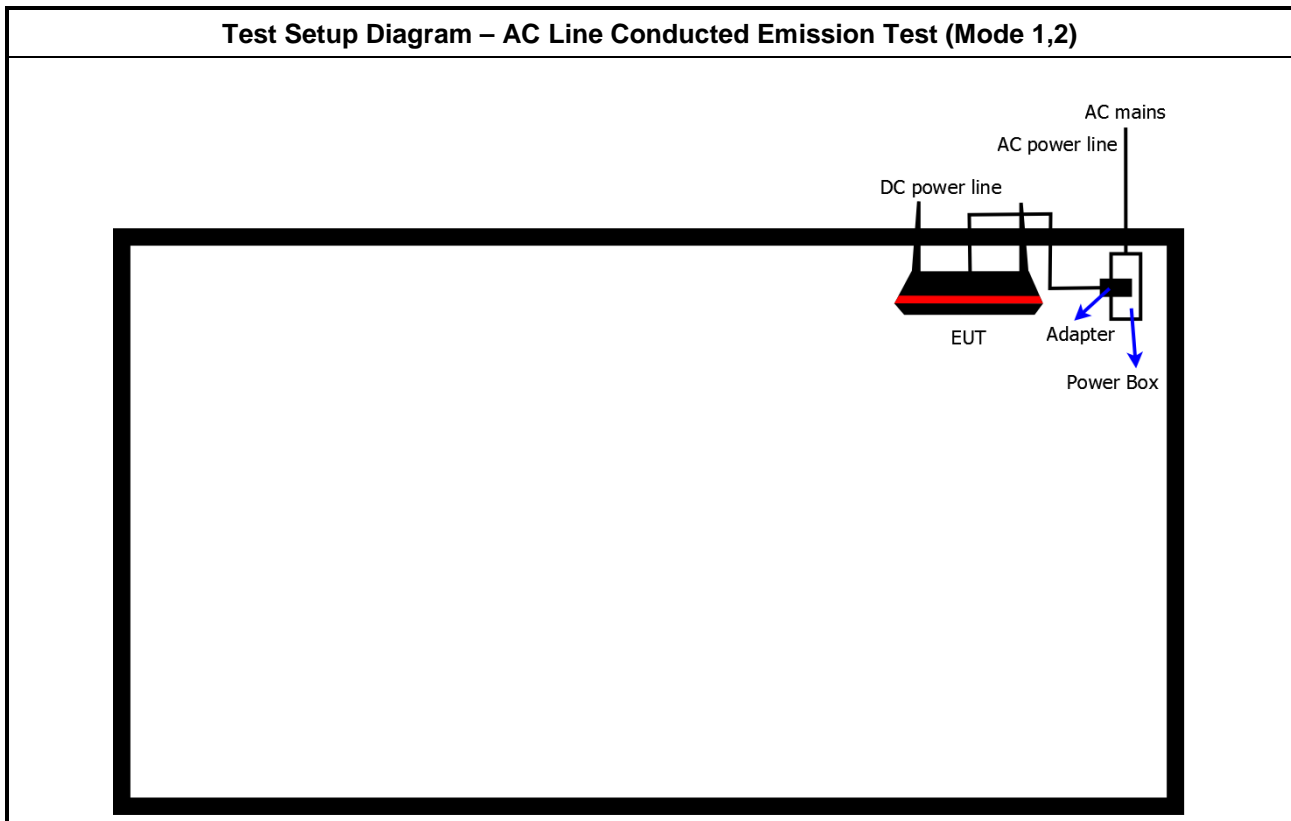 Test Setup Diagram – AC Line Conducted Emission Test (Mode 1,2)
AC mains
AC power line
DC power line
EUT
Adapter
Power Box